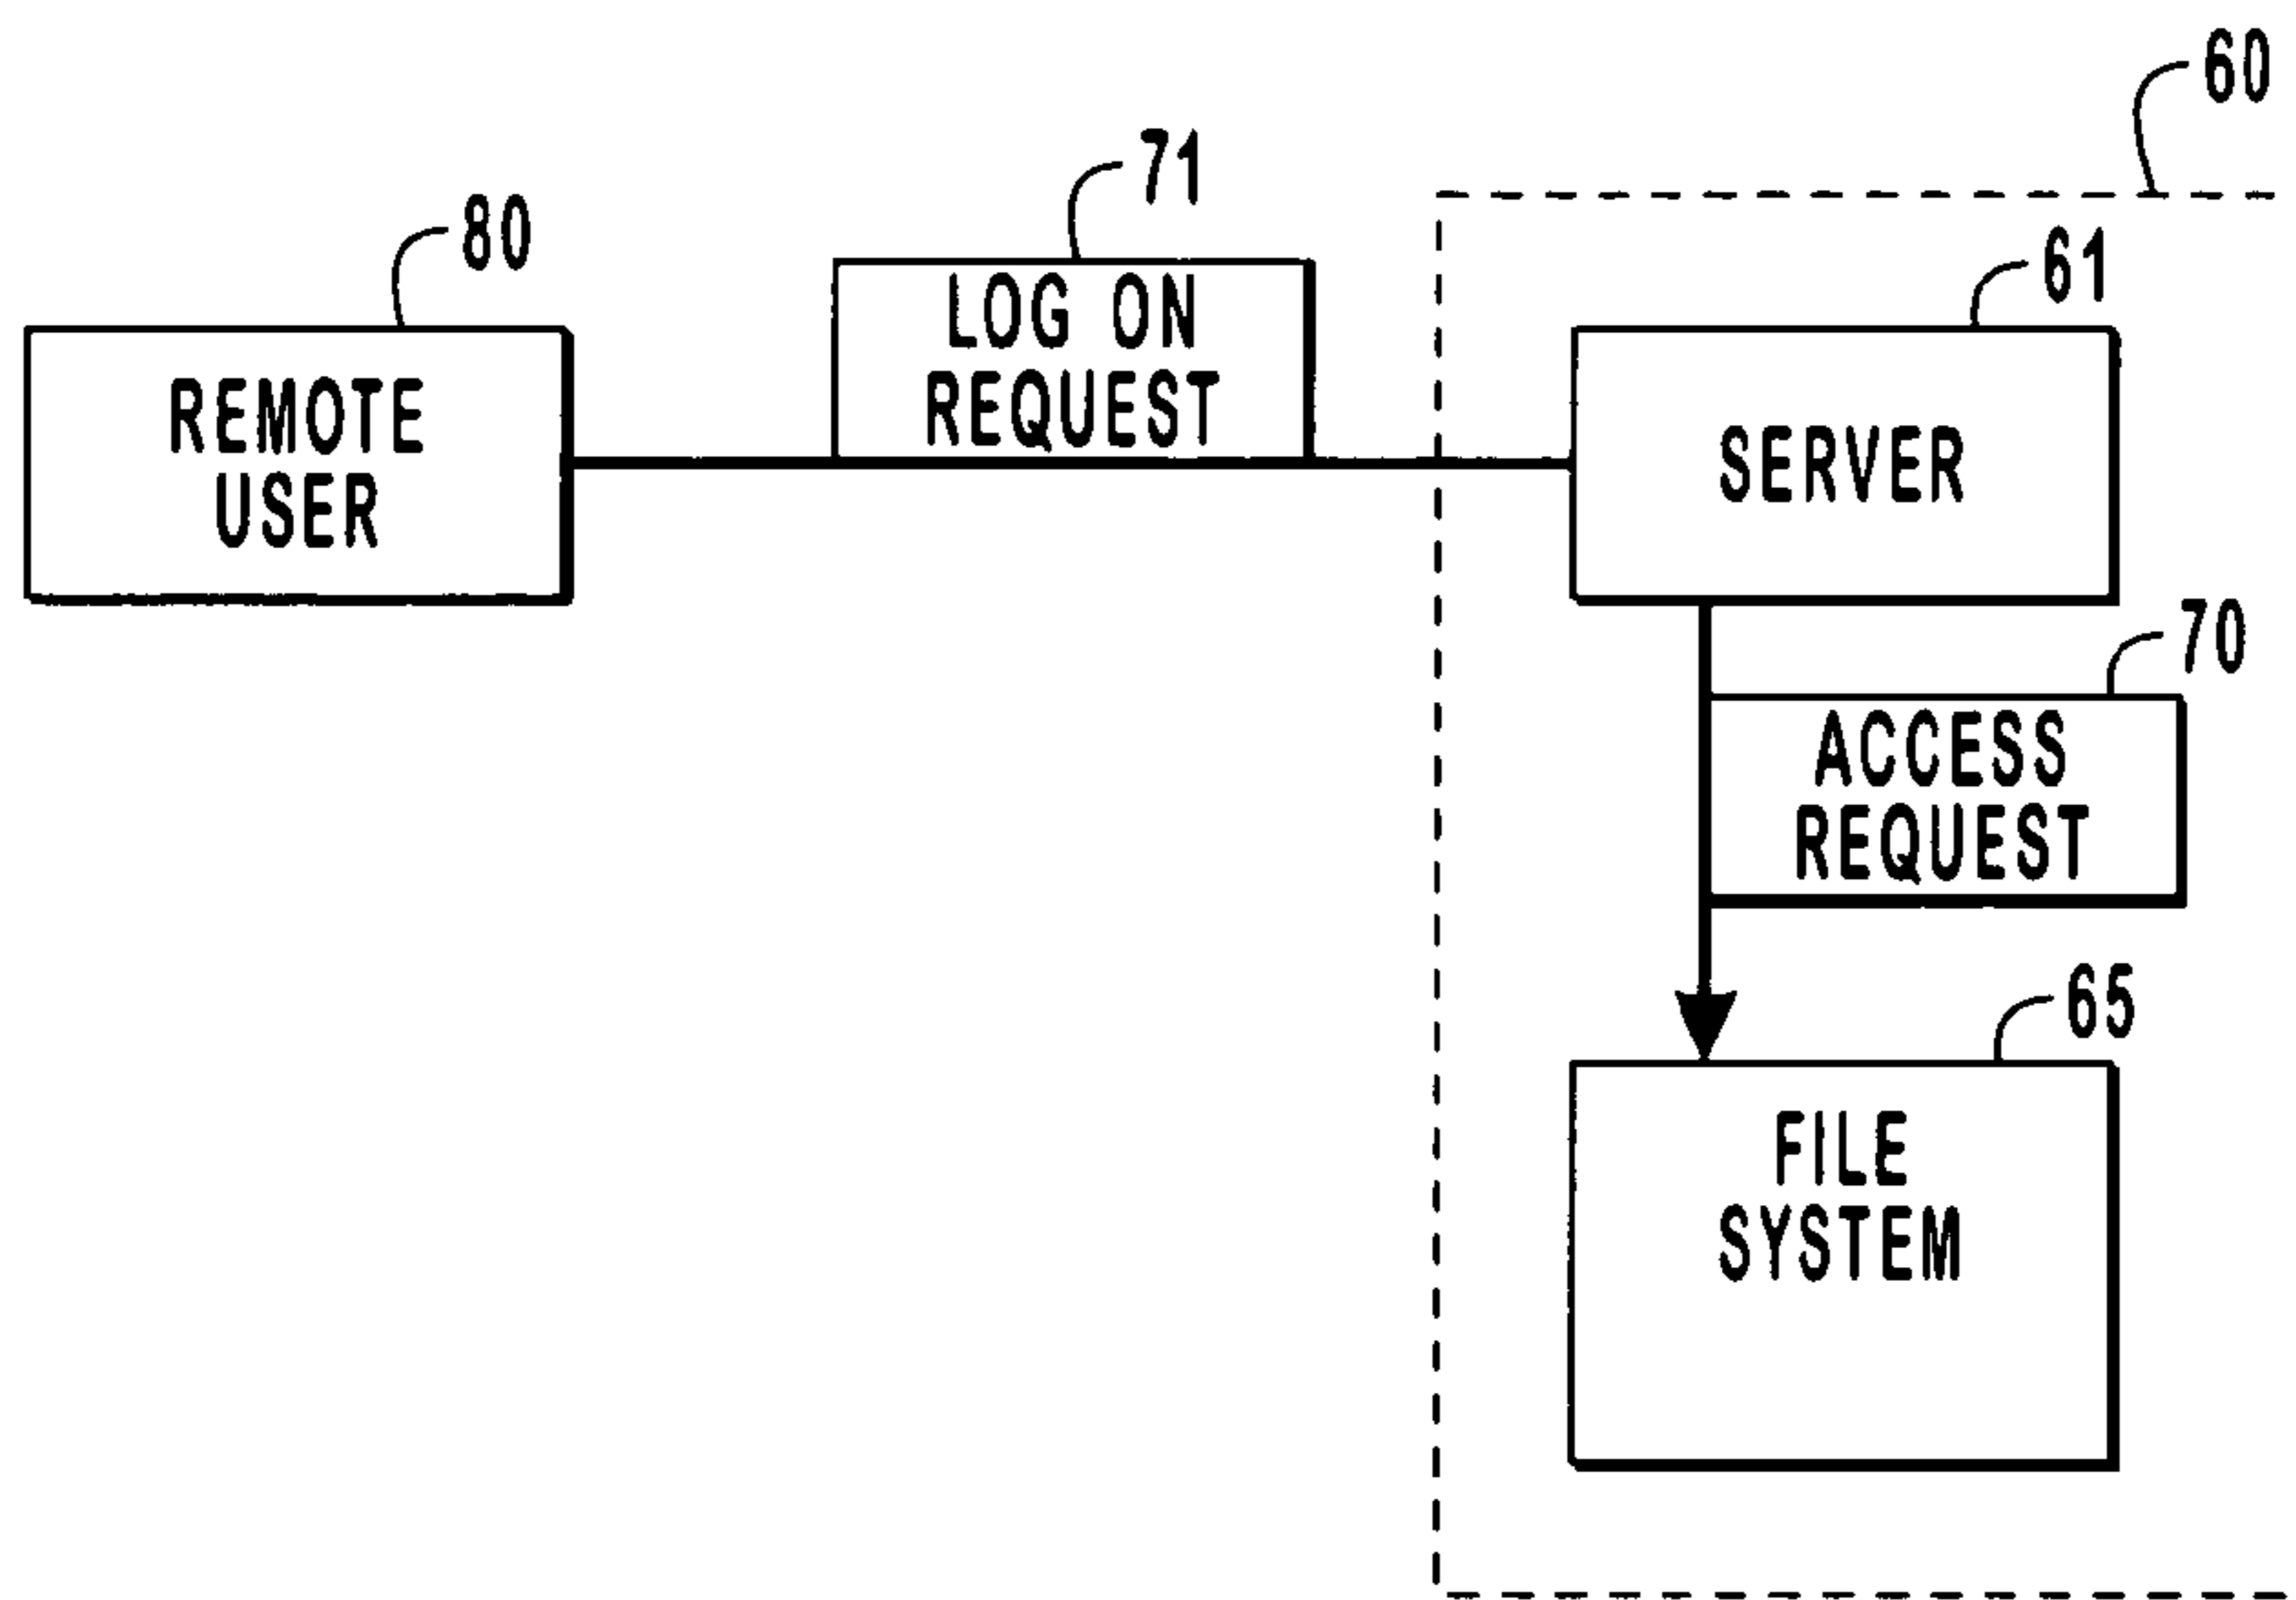 60
71
80
LOG ON
REQUEST
61
REMOTE
USER
SERVER
70
ACCESS
REQUEST
65
FILE
SYSTEM